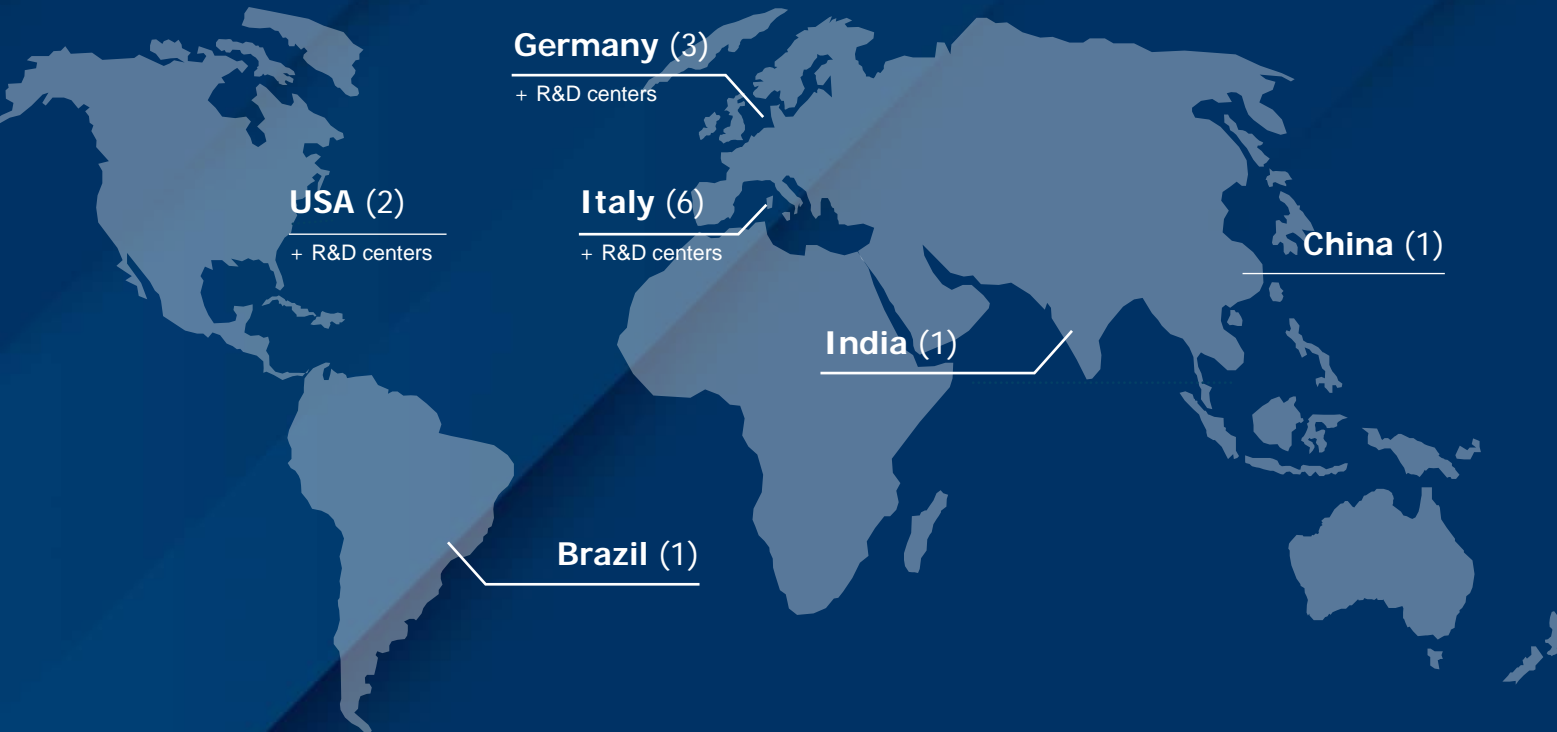 Germany (3)
+ R&D centers
USA (2)
+ R&D centers
Italy (6)
+ R&D centers
China (1)
India (1)
Brazil (1)